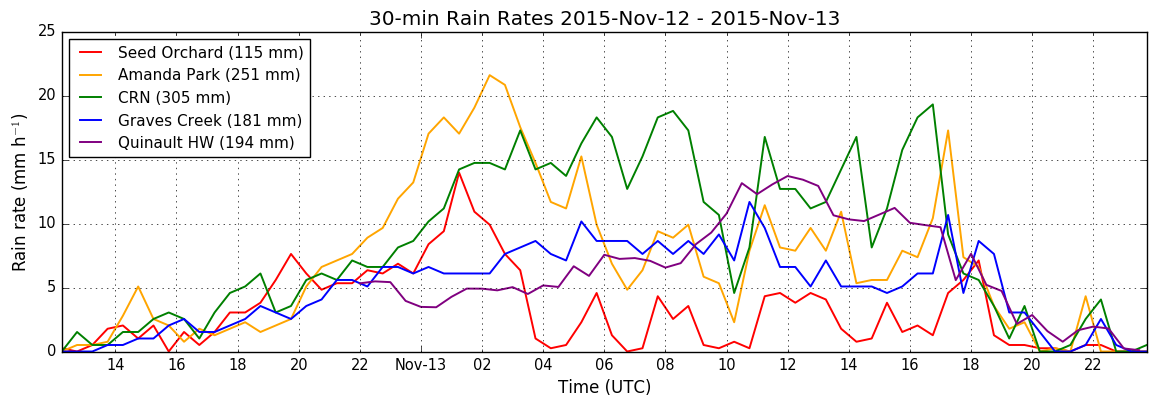 30-min Rain Rates 2015-Nov-12 - 2015-Nov-13
25
20
15
10
5
0
Rain rate (mm h⁻¹)
Seed Orchard (115 mm)
Amanda Park (251 mm)
CRN (305 mm)
Graves Creek (181 mm)
Quinault HW (194 mm)
14 16 18 20 22 Nov-13 02 04 06 08 10 12 14 16 18 20 22
Time (UTC)